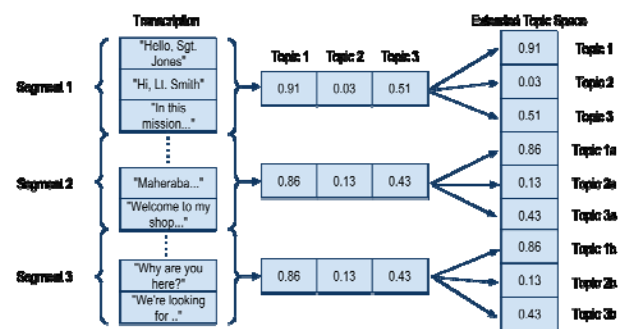 Transcription
Extended Topic Space
"Hello, Sgt.
Jones"
"Hi, Lt. Smith"
"In this
mission..."
Segment 1
Topic 1 Topic 2 Topic 3
0.91 0.03 0.51
0.91 Topic 1
0.03 Topic 2
0.51 Topic 3
Segment 2
"Maheraba..."
"Welcome to my
shop..."
0.86 0.13 0.43
0.86 Topic 1a
0.13 Topic 2a
0.43 Topic 3a
Segment 3
"Why are you
here?"
"We're looking
for .."
0.86 0.13 0.43
0.86 Topic 1b
0.13 Topic 2b
0.43 Topic 3b